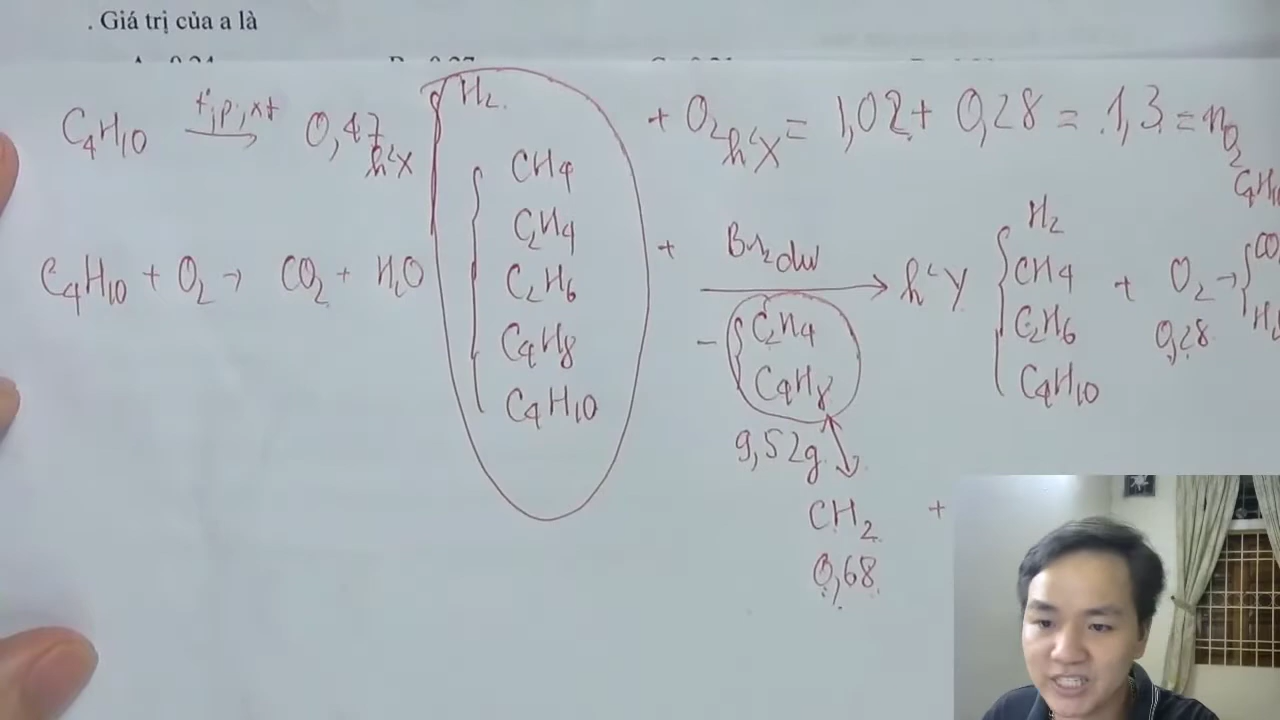 . Giá trị của a là
C₄H₁₀ t°,p,xt 0,47 h²X H₂. + O₂ h²X = 1,02 + 0,28 = 1,3 = nO₂
C₄H₁₀
CH₄
C₂H₄
C₂H₆
C₄H₈
C₄H₁₀
C₄H₁₀ + O₂ → CO₂ + H₂O
+ Br₂ dư → h²Y
- C₂H₄
C₄H₈
9,52g
CH₂ +
0,68
H₂
CH₄
C₂H₆
C₄H₁₀
+ O₂ →
0,28